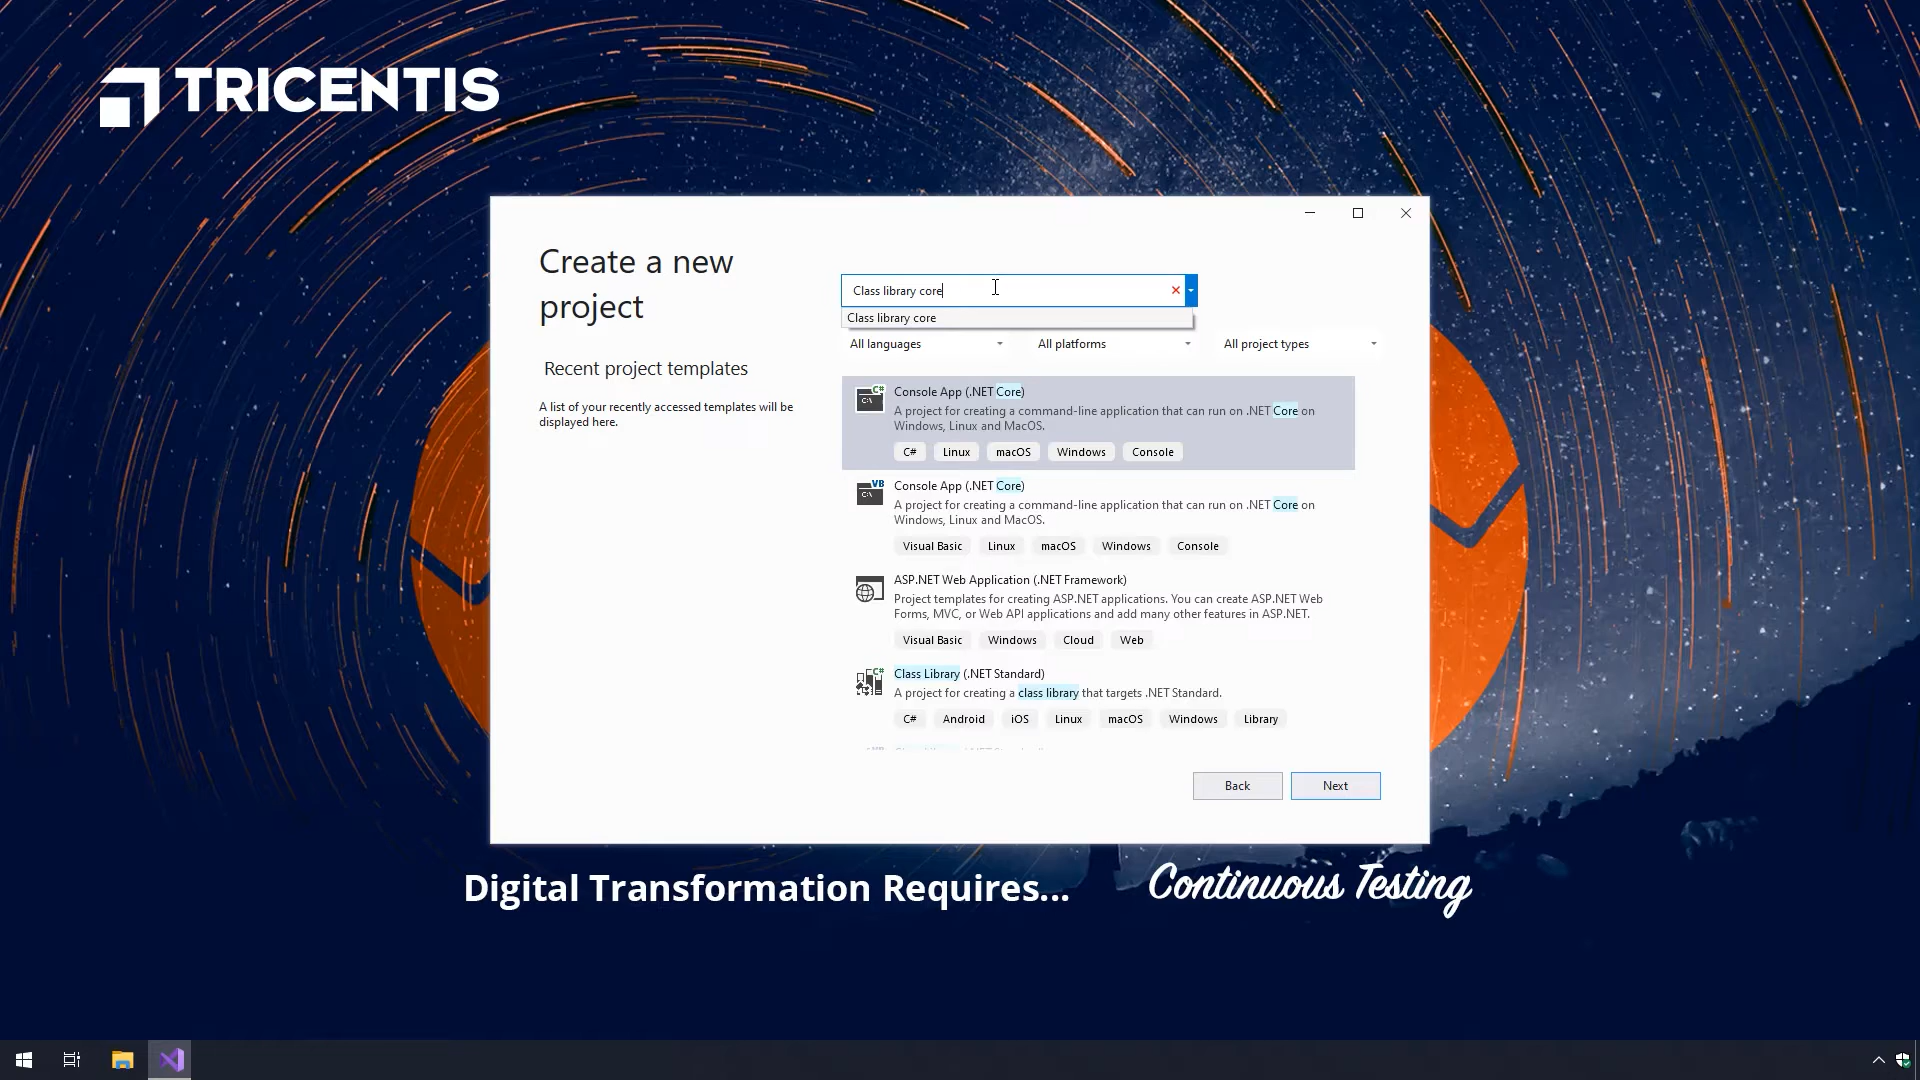 TRICENTIS
Create a new
project
Class library core
Class library core
All languages
All platforms
All project types
Recent project templates
A list of your recently accessed templates will be
displayed here.
C#
C:\
Console App (.NET Core)
A project for creating a command-line application that can run on .NET Core on
Windows, Linux and MacOS.
C# Linux macOS Windows Console
VB
C:\
Console App (.NET Core)
A project for creating a command-line application that can run on .NET Core on
Windows, Linux and MacOS.
Visual Basic Linux macOS Windows Console
ASP.NET Web Application (.NET Framework)
Project templates for creating ASP.NET applications. You can create ASP.NET Web
Forms, MVC, or Web API applications and add many other features in ASP.NET.
Visual Basic Windows Cloud Web
C#
Class Library (.NET Standard)
A project for creating a class library that targets .NET Standard.
C# Android iOS Linux macOS Windows Library
Back
Next
Digital Transformation Requires...
Continuous Testing